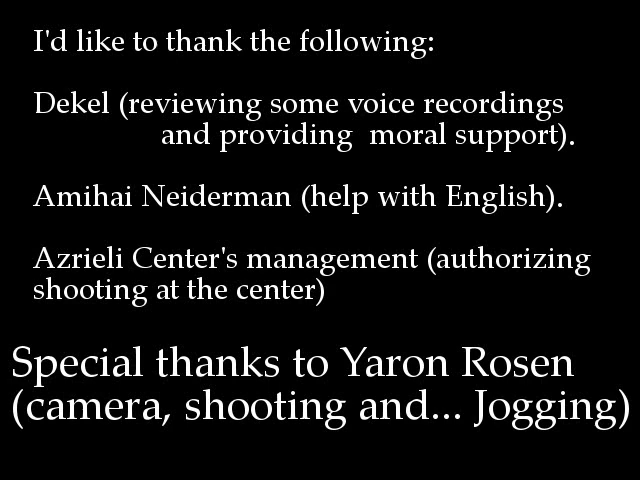 I'd like to thank the following:
Dekel (reviewing some voice recordings
and providing  moral support).
Amihai Neiderman (help with English).
Azrieli Center's management (authorizing
shooting at the center)
Special thanks to Yaron Rosen
(camera, shooting and... Jogging)